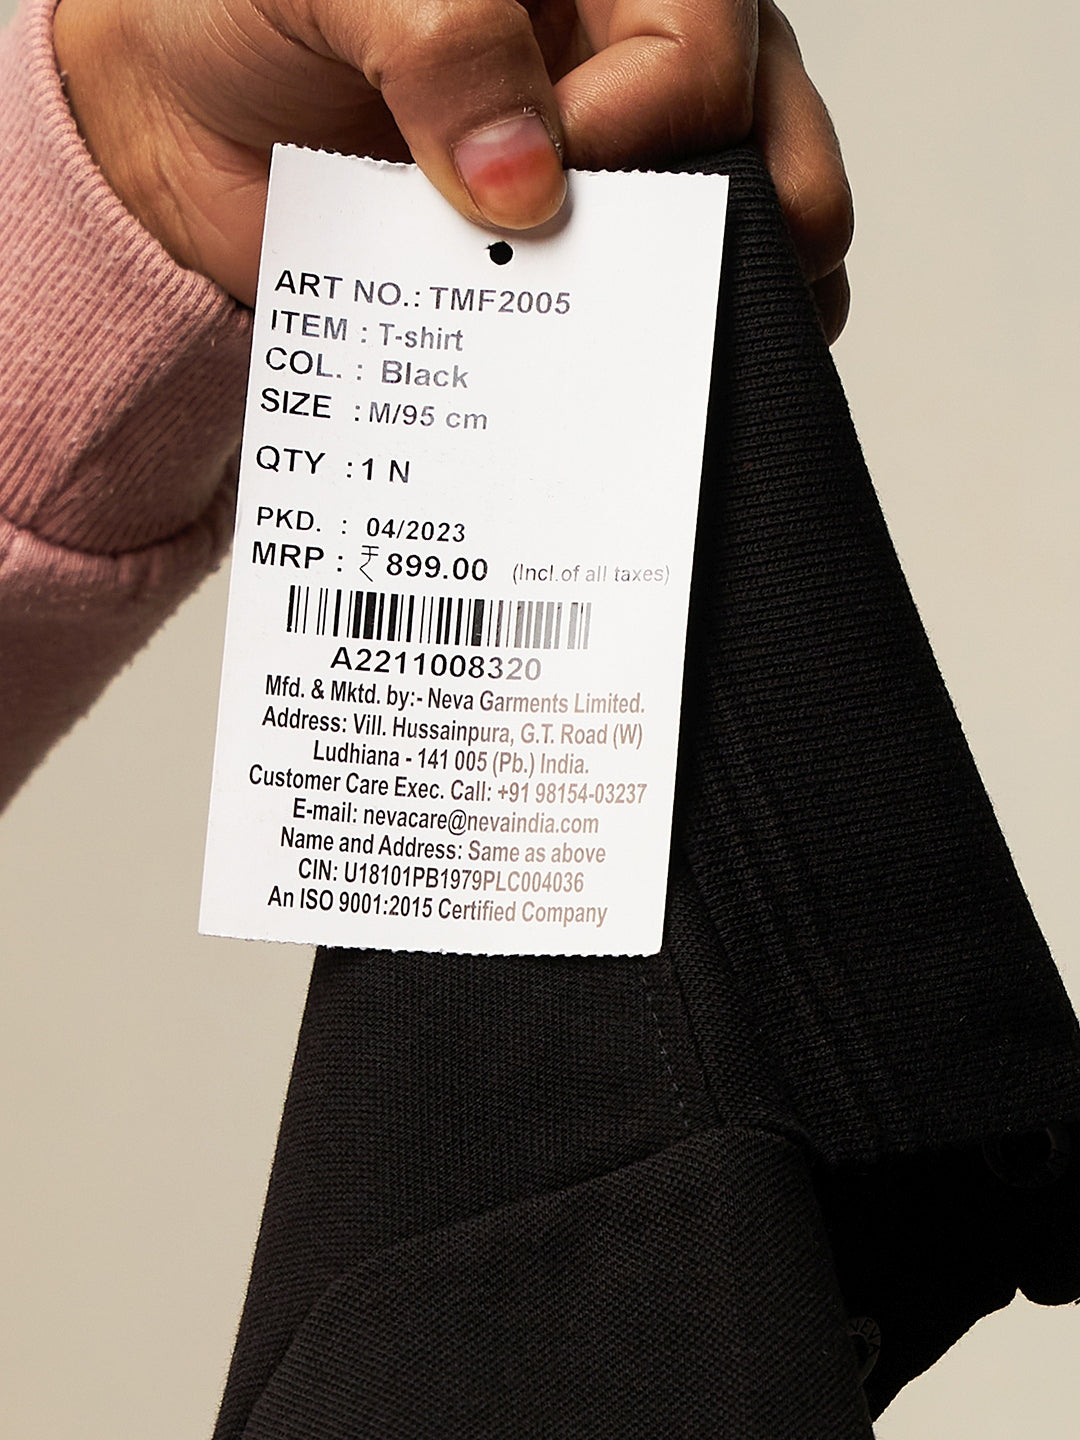 ART NO.: TMF2005
ITEM : T-shirt
COL. : Black
SIZE : M/95 cm
QTY : 1 N
PKD. : 04/2023
MRP : ₹ 899.00 (Incl.of all taxes)
A2211008320
Mfd. & Mktd. by:- Neva Garments Limited.
Address: Vill. Hussainpura, G.T. Road (W)
Ludhiana - 141 005 (Pb.) India.
Customer Care Exec. Call: +91 98154-03237
E-mail: nevacare@nevaindia.com
Name and Address: Same as above
CIN: U18101PB1979PLC004036
An ISO 9001:2015 Certified Company